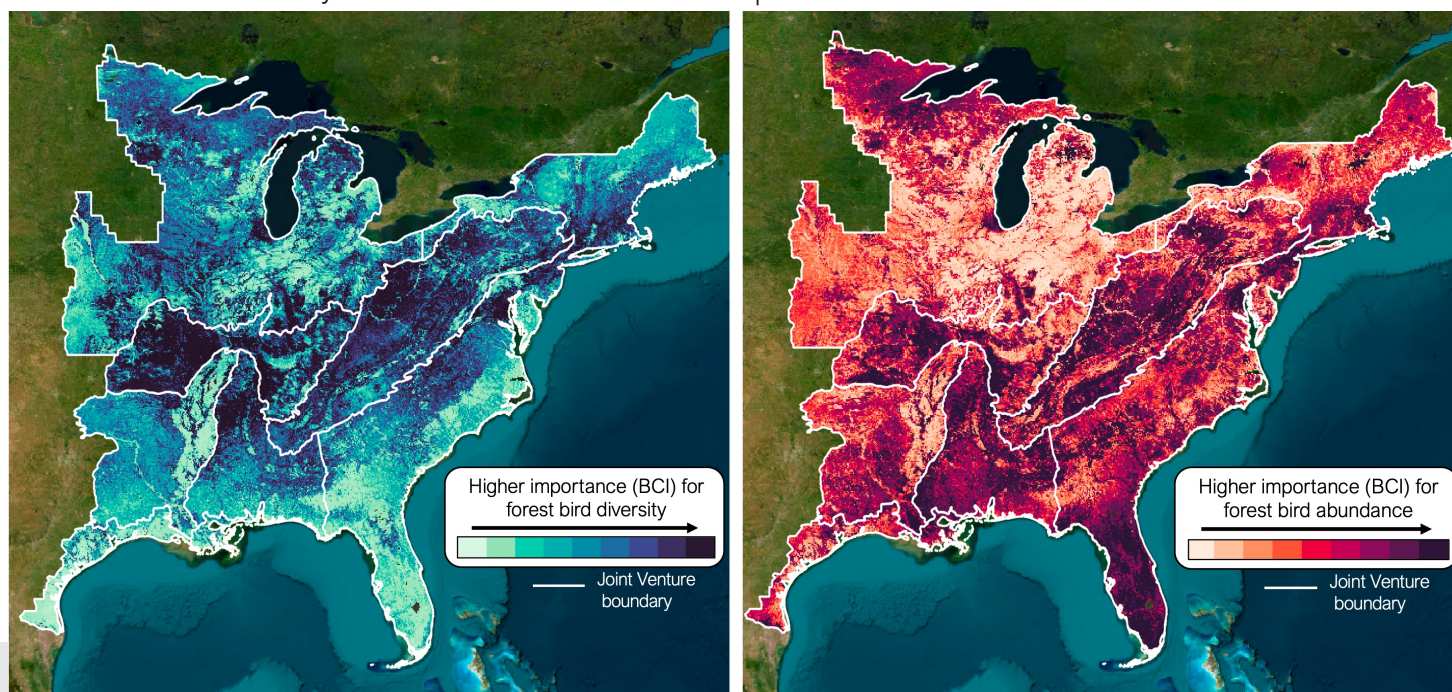 Higher importance (BCI) for
forest bird diversity
Joint Venture
boundary
Higher importance (BCI) for
forest bird abundance
Joint Venture
boundary